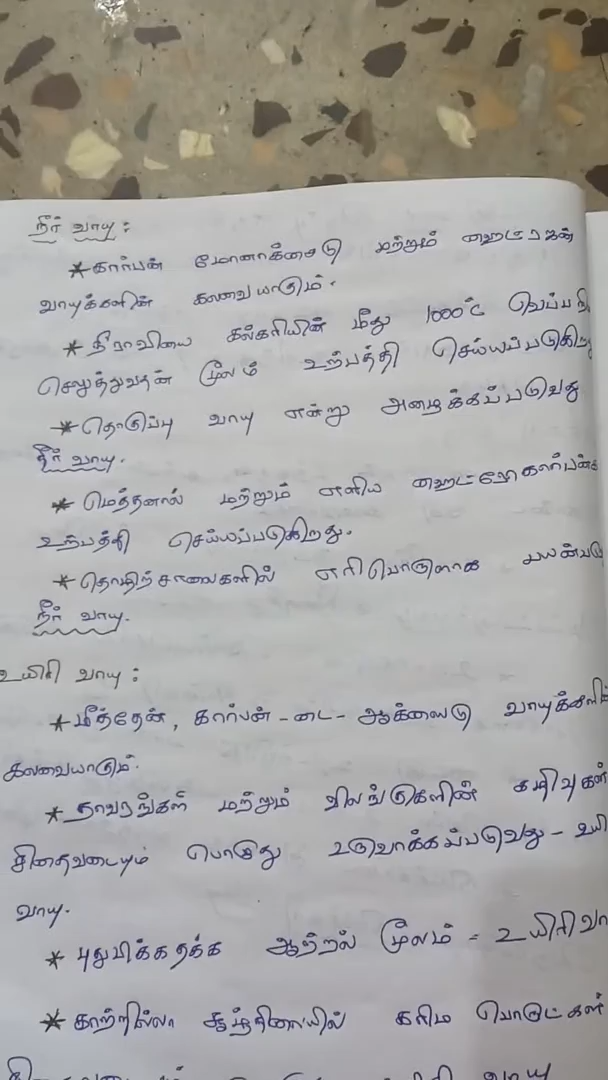 நீர் வாயு :
* கார்பன் மோனாக்சைடு மற்றும் ஹைட்ரஜன்
வாயுக்களின் கலவையாகும்.
* நீராவியை கல்கரியின் மீது 1000°C வெப்ப
செலுத்துவதன் மூலம் உற்பத்தி செய்யப்படுகிறது
* தொகுப்பு வாயு என்று அழைக்கப்படுவது
நீர் வாயு.
* மெத்தனால் மற்றும் எளிய ஹைட்ரோகார்பன்க
உற்பத்தி செய்யப்படுகிறது.
* தொழிற்சாலைகளில் எரிபொருளாக பயன்படு
நீர் வாயு.
உயிரி வாயு :
* மீத்தேன், கார்பன் - டை - ஆக்ஸைடு வாயுக்களின்
கலவையாகும்.
* தாவரங்கள் மற்றும் விலங்குகளின் கழிவுகள்
சிதைவடையும் பொழுது உருவாக்கப்படுவது - உயி
வாயு.
* புதுபிக்கதக்க ஆற்றல் மூலம் = உயிரிவா
* காற்றில்லா சூழ்நிலையில் கரிம பொருட்கள்
வாயு